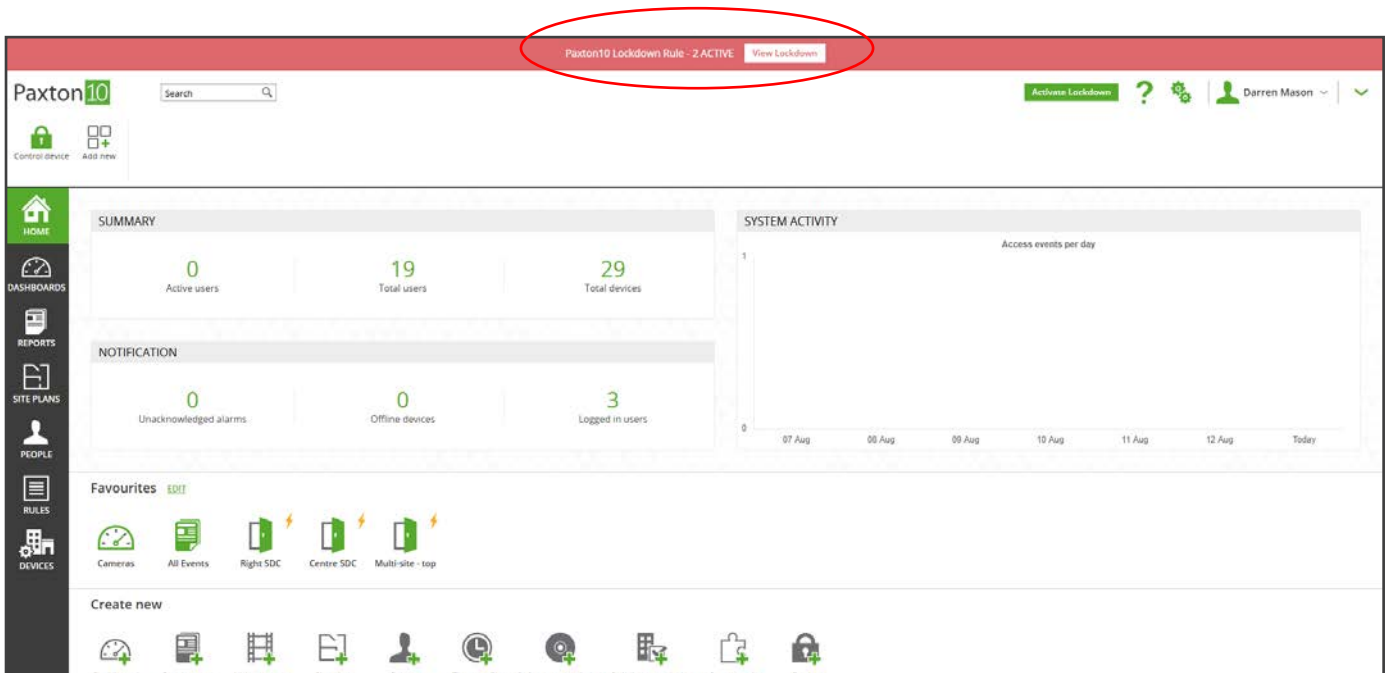 Paxton10 Lockdown Rule - 2 ACTIVE View Lockdown
Paxton10
Search
Activate Lockdown
?
Darren Mason
Control device
Add new
HOME
DASHBOARDS
REPORTS
SITE PLANS
PEOPLE
RULES
DEVICES
SUMMARY
0
Active users
19
Total users
29
Total devices
NOTIFICATION
0
Unacknowledged alarms
0
Offline devices
3
Logged in users
SYSTEM ACTIVITY
Access events per day
1
0
07 Aug
08 Aug
09 Aug
10 Aug
11 Aug
12 Aug
Today
Favourites EDIT
Cameras
All Events
Right SDC
Centre SDC
Multi-site - top
Create new